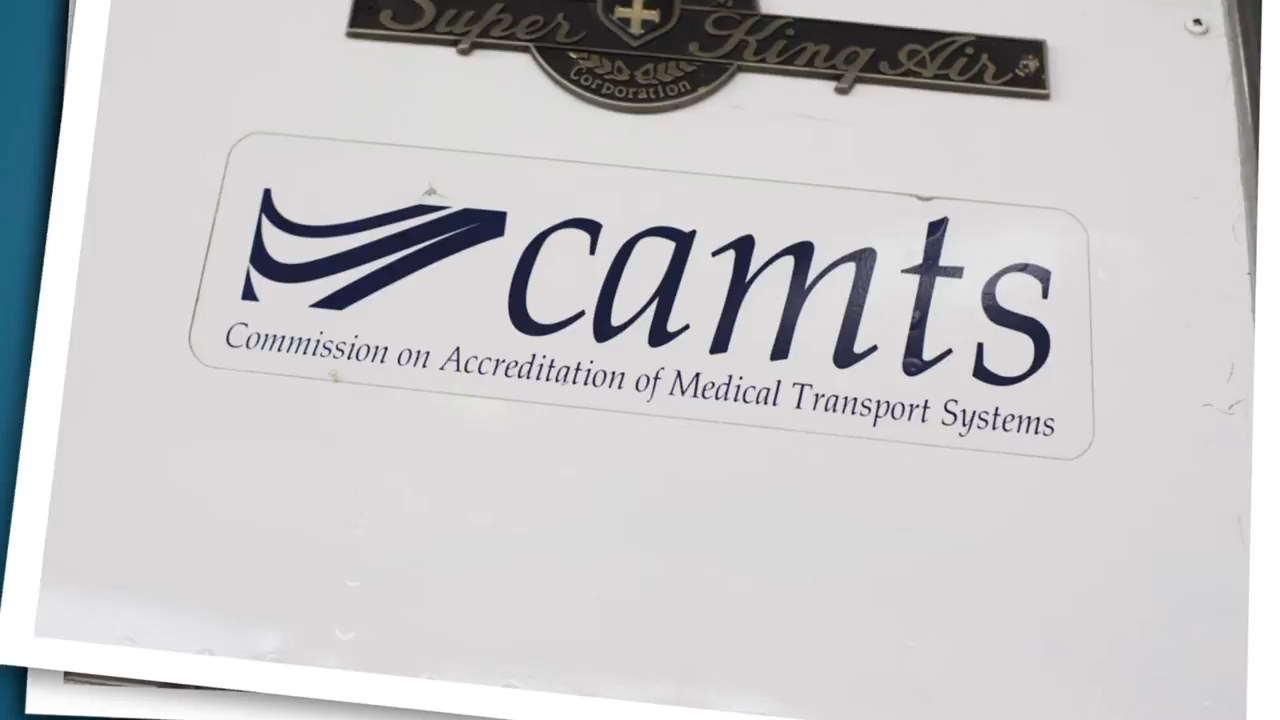 Super King Air
Corporation
camts
Commission on Accreditation of Medical Transport Systems